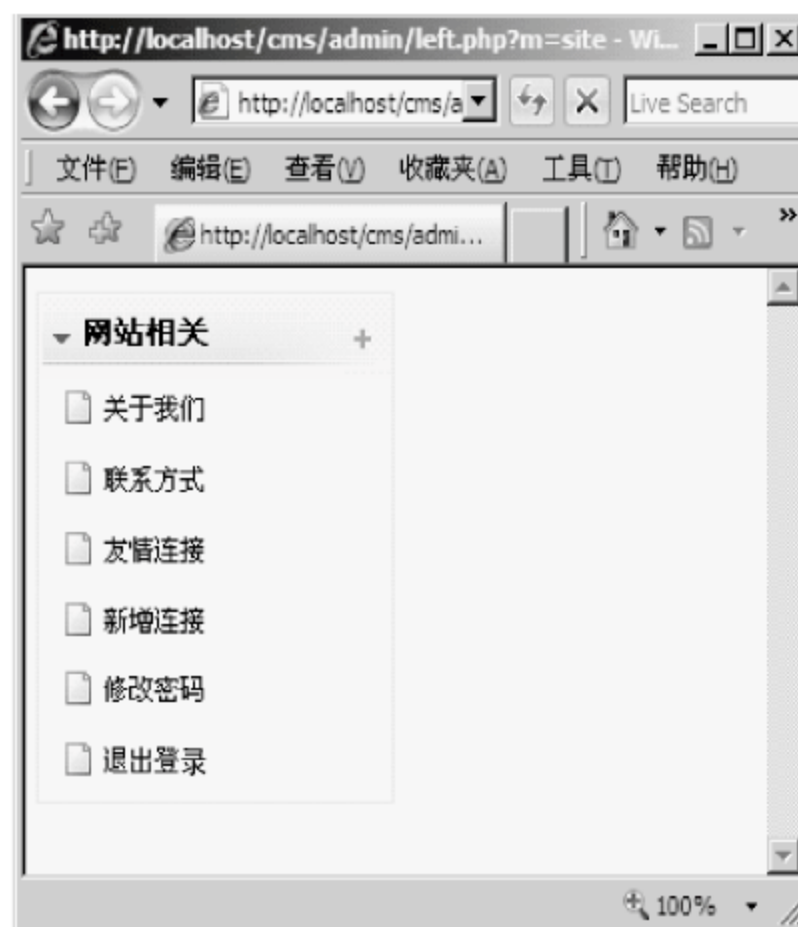 http://localhost/cms/admin/left.php?m=site - Wi...
http://localhost/cms/a
Live Search
文件(F) 编辑(E) 查看(V) 收藏夹(A) 工具(T) 帮助(H)
http://localhost/cms/admi...
网站相关
关于我们
联系方式
友情连接
新增连接
修改密码
退出登录
100%